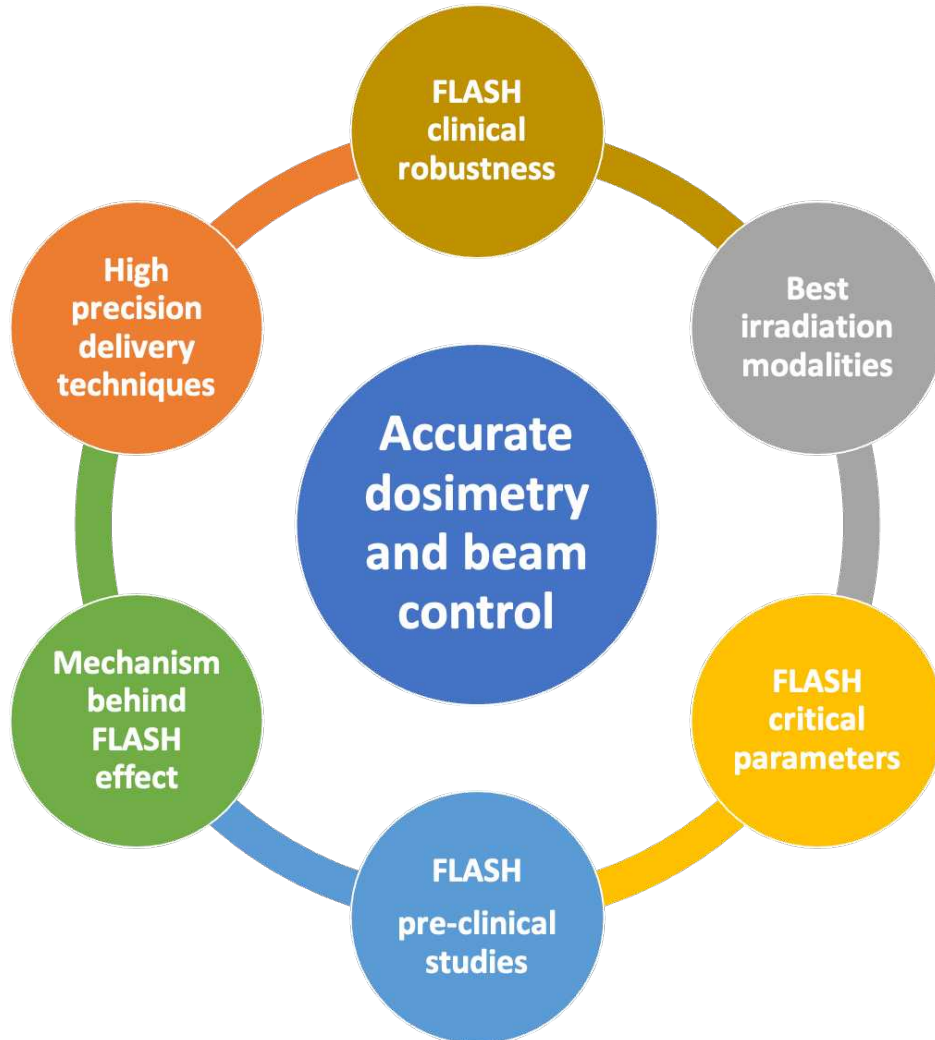 FLASH
clinical
robustness
High
precision
delivery
techniques
Best
irradiation
modalities
Accurate
dosimetry
and beam
control
Mechanism
behind
FLASH
effect
FLASH
critical
parameters
FLASH
pre-clinical
studies